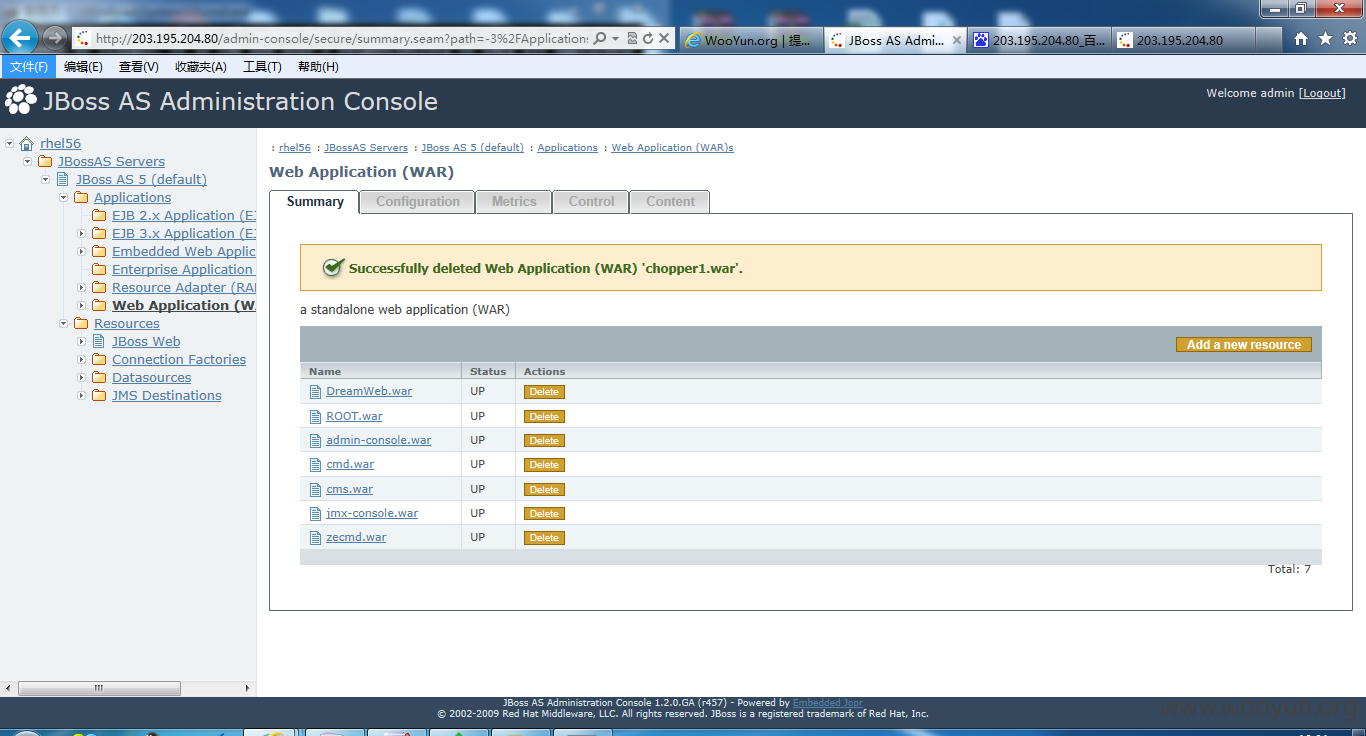 http://203.195.204.80/admin-console/secure/summary.seam?path=-3%2FApplication:
WooYun.org | 提...
JBoss AS Admi...
203.195.204.80_百...
203.195.204.80
文件(F) 编辑(E) 查看(V) 收藏夹(A) 工具(T) 帮助(H)
JBoss AS Administration Console
Welcome admin [Logout]
rhel56
JBossAS Servers
JBoss AS 5 (default)
Applications
EJB 2.x Application (E
EJB 3.x Application (E
Embedded Web Applic
Enterprise Application
Resource Adapter (RA
Web Application (W
Resources
JBoss Web
Connection Factories
Datasources
JMS Destinations
: rhel56 : JBossAS Servers : JBoss AS 5 (default) : Applications : Web Application (WAR)s
Web Application (WAR)
Summary Configuration Metrics Control Content
Successfully deleted Web Application (WAR) 'chopper1.war'.
a standalone web application (WAR)
Add a new resource
Name Status Actions
DreamWeb.war UP Delete
ROOT.war UP Delete
admin-console.war UP Delete
cmd.war UP Delete
cms.war UP Delete
jmx-console.war UP Delete
zecmd.war UP Delete
Total: 7
JBoss AS Administration Console 1.2.0.GA (r457) - Powered by Embedded Jopr
© 2002-2009 Red Hat Middleware, LLC. All rights reserved. JBoss is a registered trademark of Red Hat, Inc.
www.wooyun.org